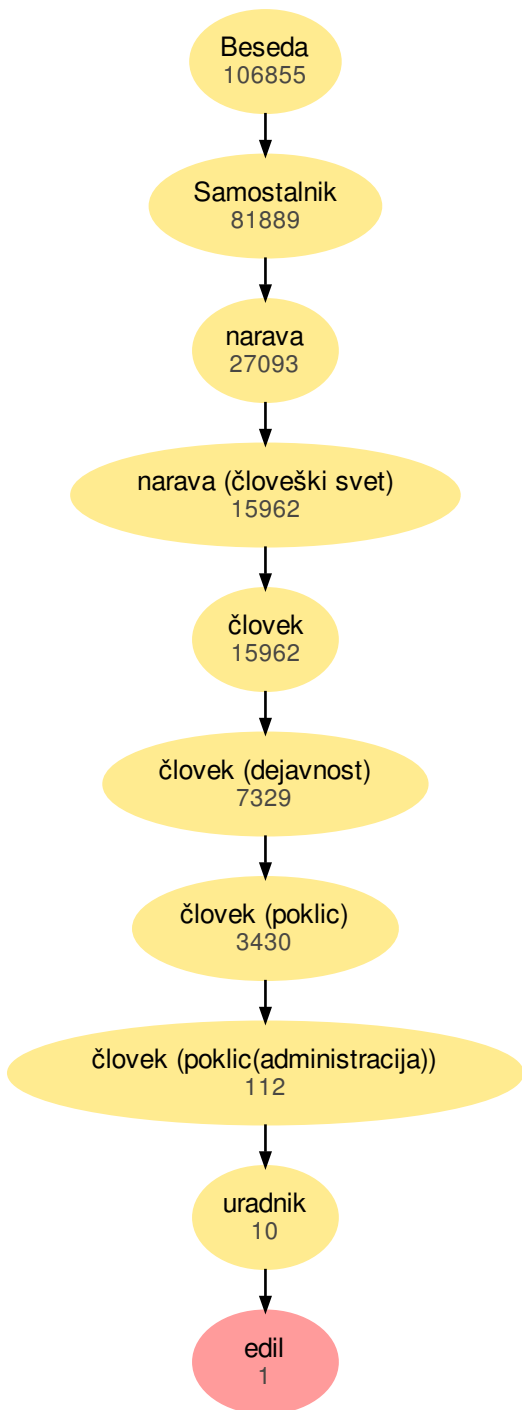 Beseda
106855
Samostalnik
81889
narava
27093
narava (človeški svet)
15962
človek
15962
človek (dejavnost)
7329
človek (poklic)
3430
človek (poklic(administracija))
112
uradnik
10
edil
1